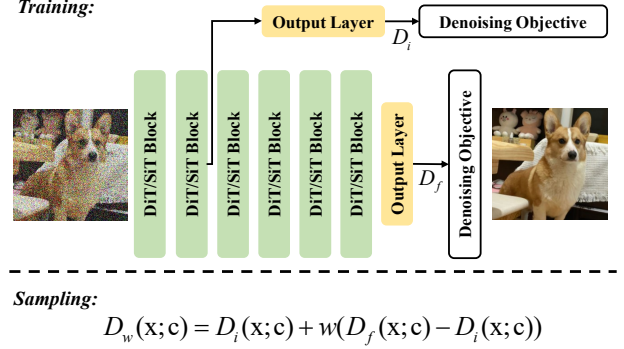 Training:
Output Layer
D_i
Denoising Objective
DiT/SiT Block
DiT/SiT Block
DiT/SiT Block
DiT/SiT Block
DiT/SiT Block
DiT/SiT Block
Output Layer
D_f
Denoising Objective
Sampling:
D_w(x;c) = D_i(x;c) + w(D_f(x;c) − D_i(x;c))